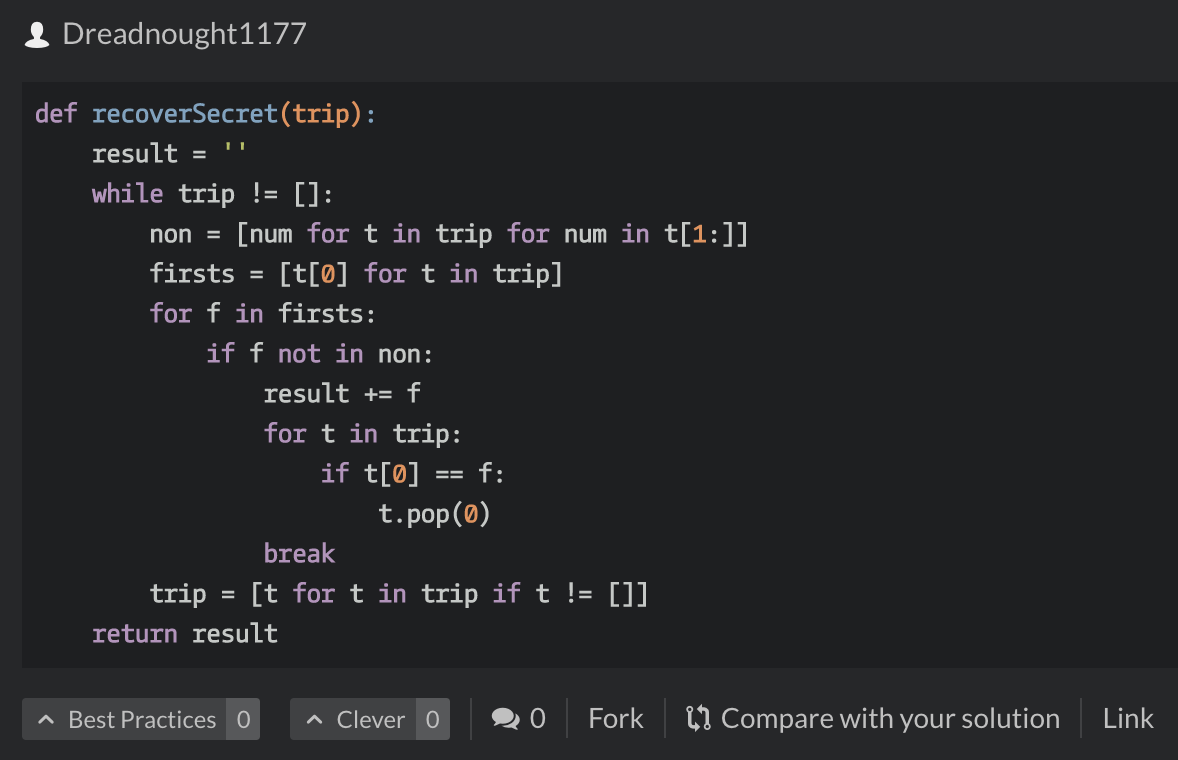 Dreadnought1177
def recoverSecret(trip):
    result = ''
    while trip != []:
        non = [num for t in trip for num in t[1:]]
        firsts = [t[0] for t in trip]
        for f in firsts:
            if f not in non:
                result += f
                for t in trip:
                    if t[0] == f:
                        t.pop(0)
                break
        trip = [t for t in trip if t != []]
    return result
Best Practices 0 Clever 0 0 Fork Compare with your solution Link